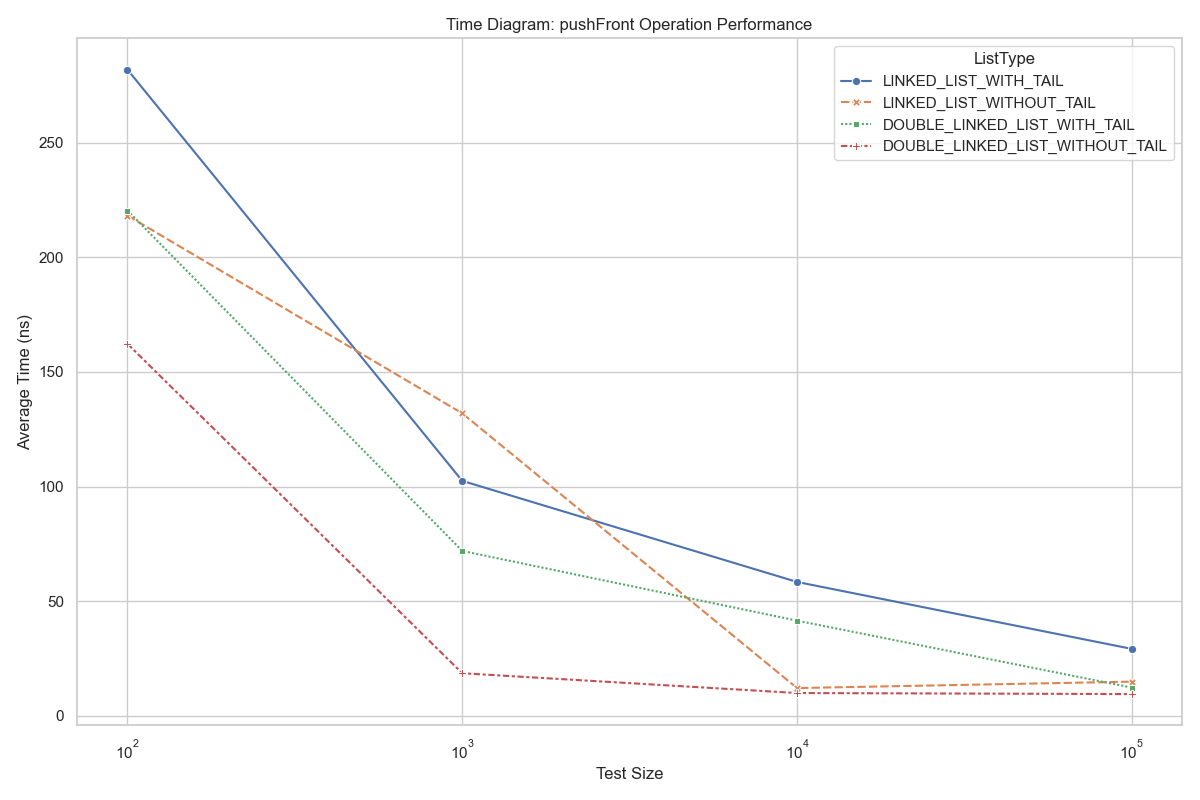 Time Diagram: pushFront Operation Performance
ListType
LINKED_LIST_WITH_TAIL
LINKED_LIST_WITHOUT_TAIL
DOUBLE_LINKED_LIST_WITH_TAIL
DOUBLE_LINKED_LIST_WITHOUT_TAIL
Average Time (ns)
250
200
150
100
50
0
10²
10³
10⁴
10⁵
Test Size